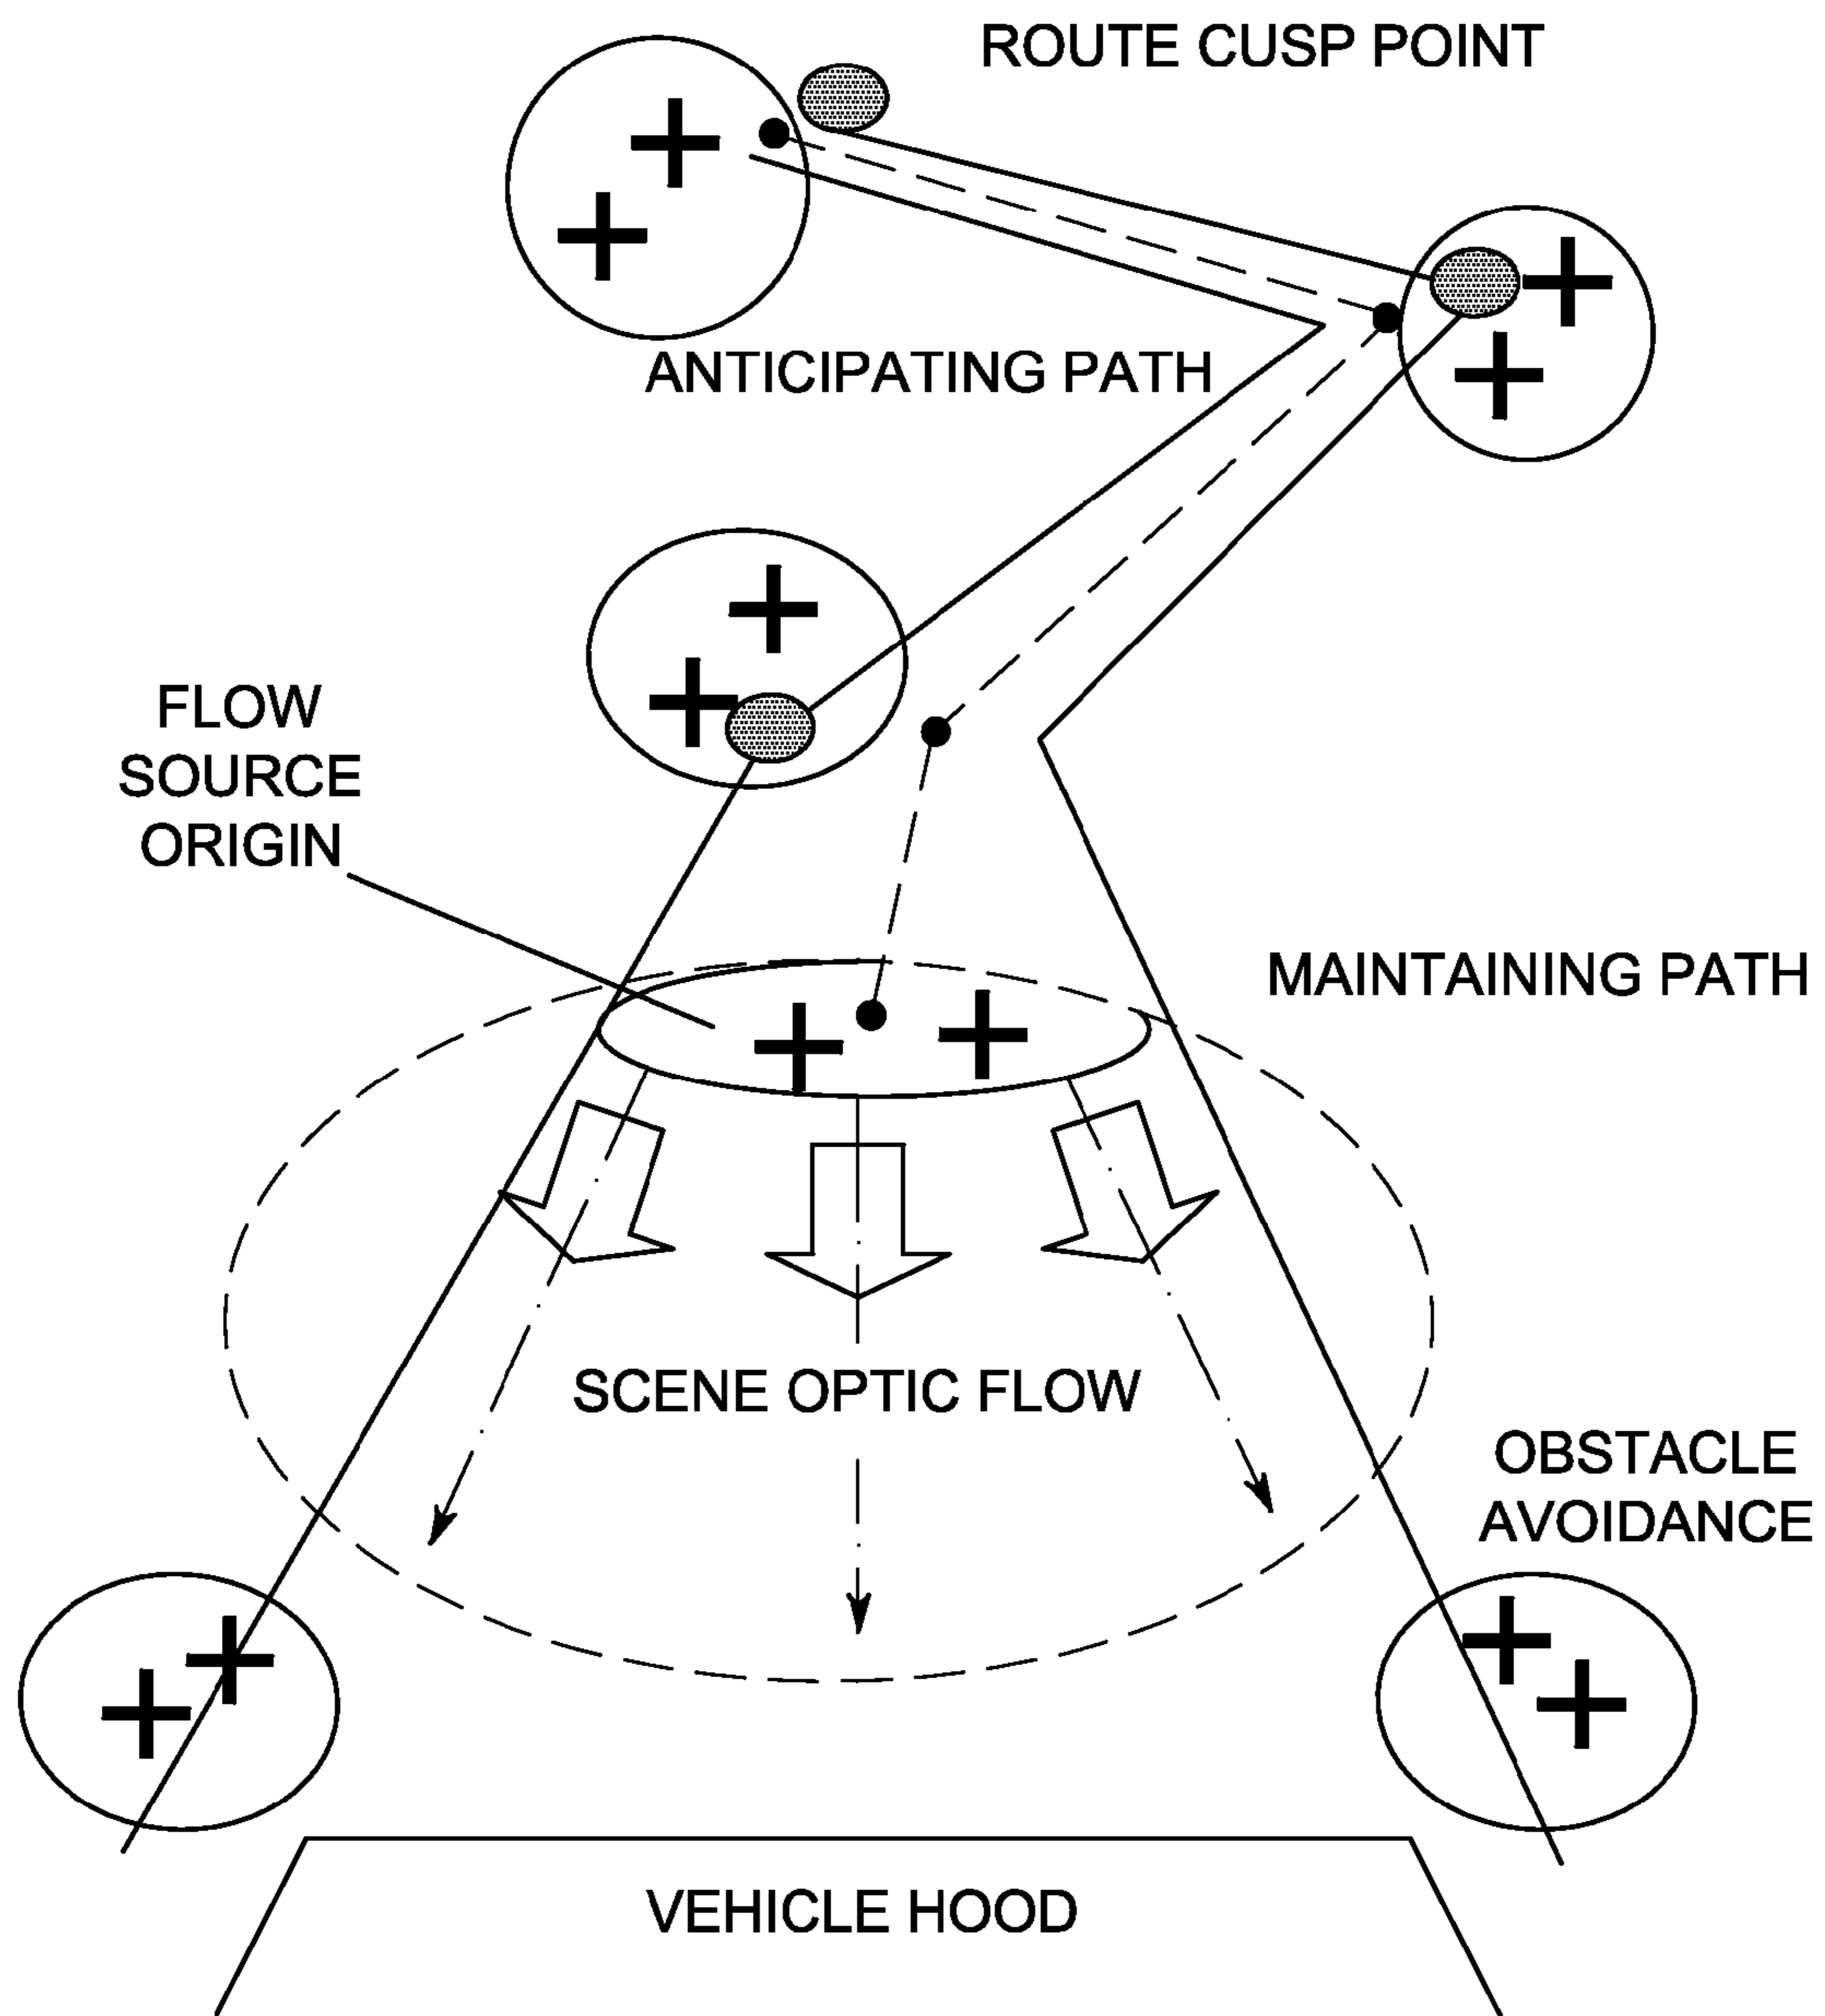 ROUTE CUSP POINT
ANTICIPATING PATH
FLOW
SOURCE
ORIGIN
MAINTAINING PATH
SCENE OPTIC FLOW
OBSTACLE
AVOIDANCE
VEHICLE HOOD